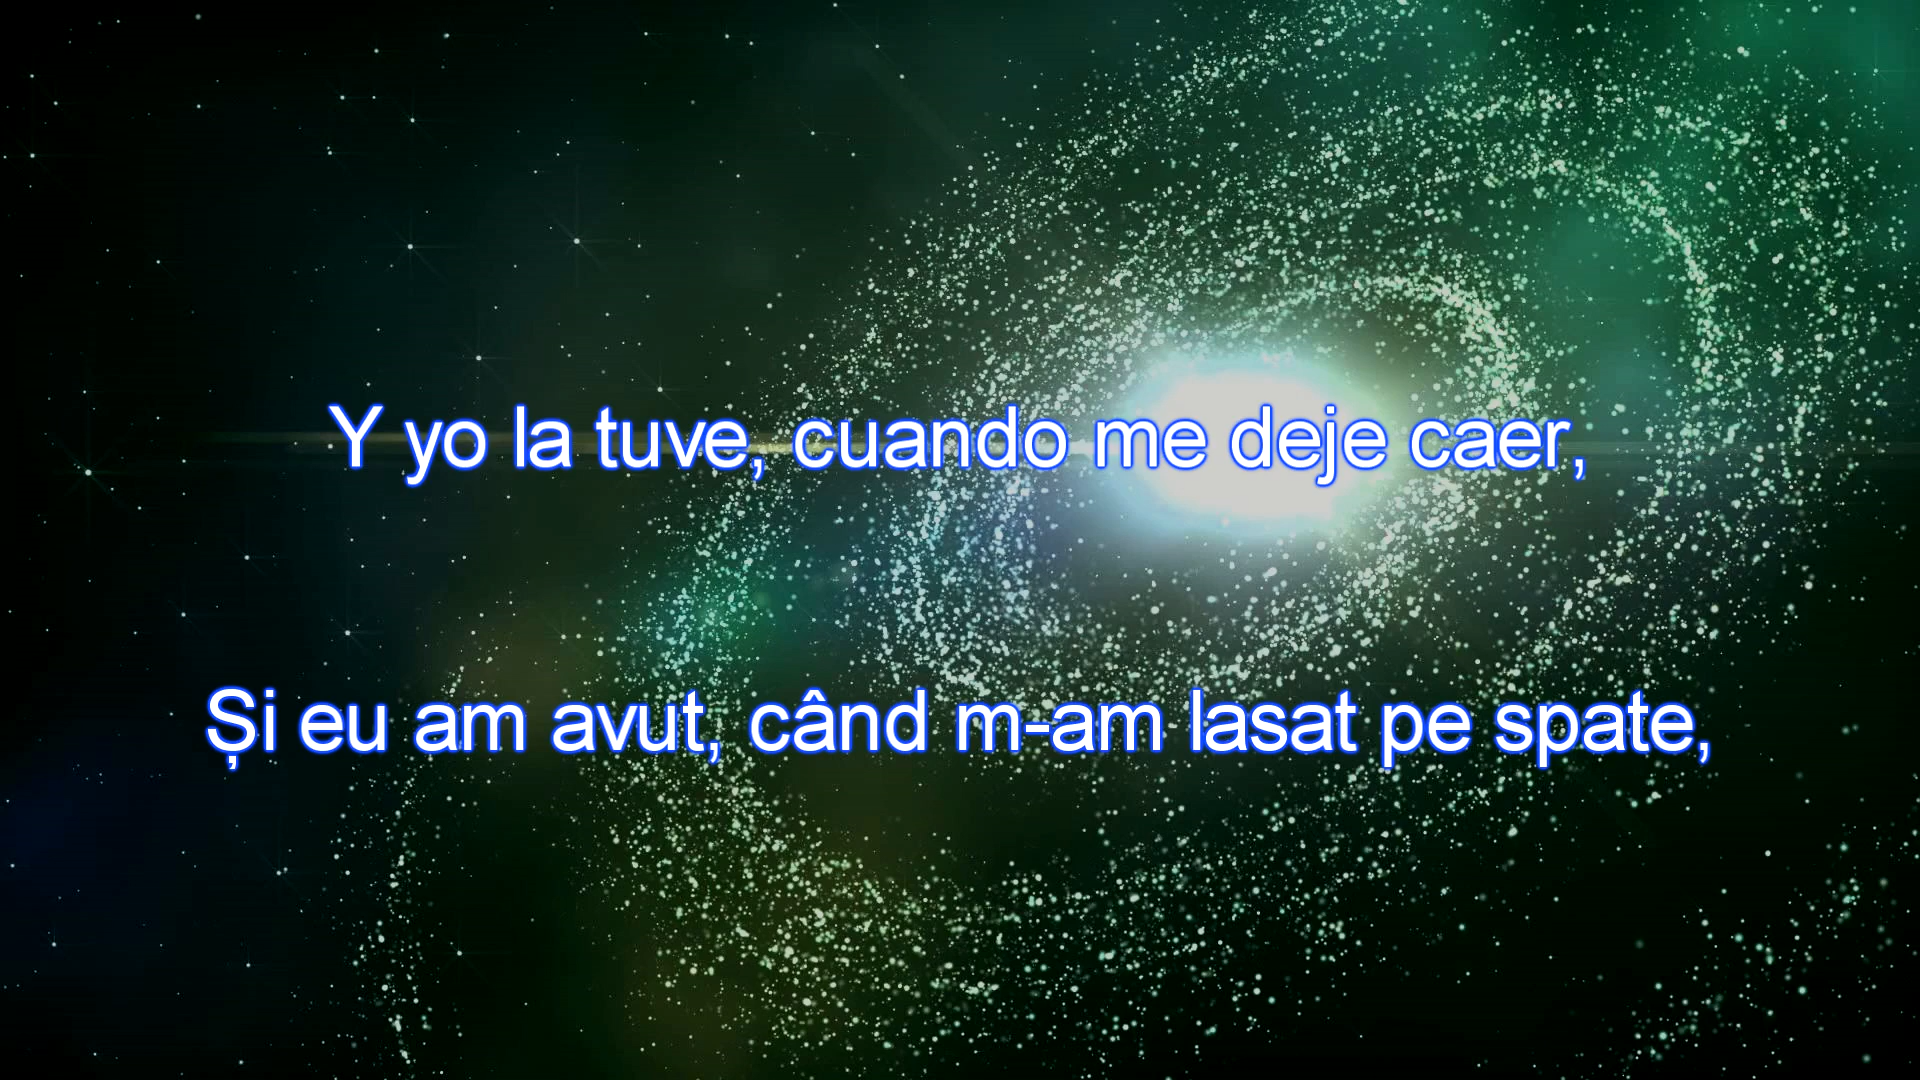 Y yo la tuve, cuando me deje caer,
Și eu am avut, când m-am lasat pe spate,